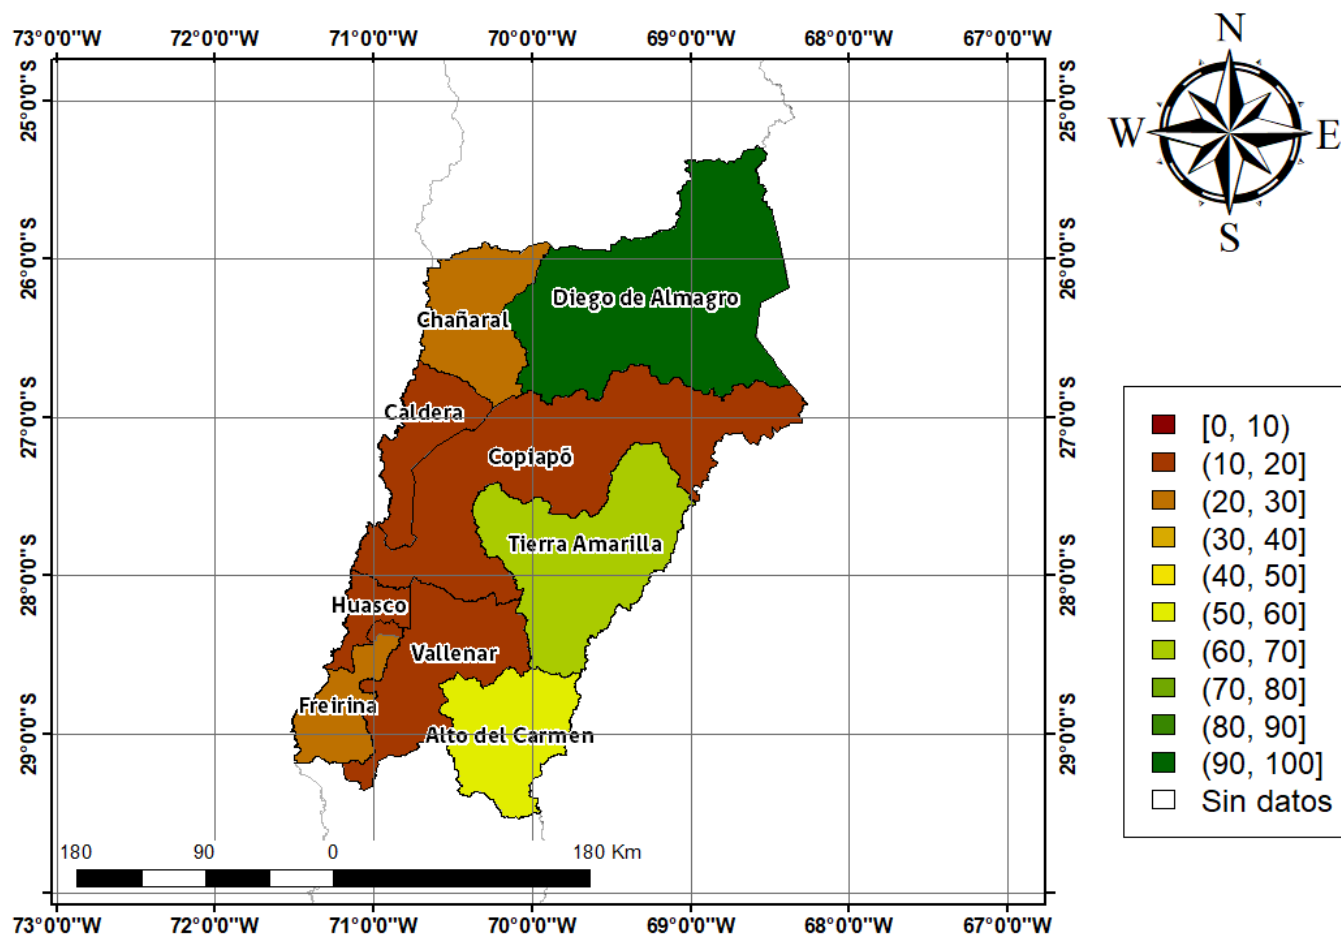 73°0'0"W 72°0'0"W 71°0'0"W 70°0'0"W 69°0'0"W 68°0'0"W 67°0'0"W
N
W E
S
25°0'0"S 25°0'0"S
26°0'0"S 26°0'0"S
27°0'0"S 27°0'0"S
28°0'0"S 28°0'0"S
29°0'0"S 29°0'0"S
Diego de Almagro
Chañaral
Caldera
Copiapó
Tierra Amarilla
Huasco
Vallenar
Freirina
Alto del Carmen
[0, 10)
(10, 20]
(20, 30]
(30, 40]
(40, 50]
(50, 60]
(60, 70]
(70, 80]
(80, 90]
(90, 100]
Sin datos
180 90 0 180 Km
73°0'0"W 72°0'0"W 71°0'0"W 70°0'0"W 69°0'0"W 68°0'0"W 67°0'0"W